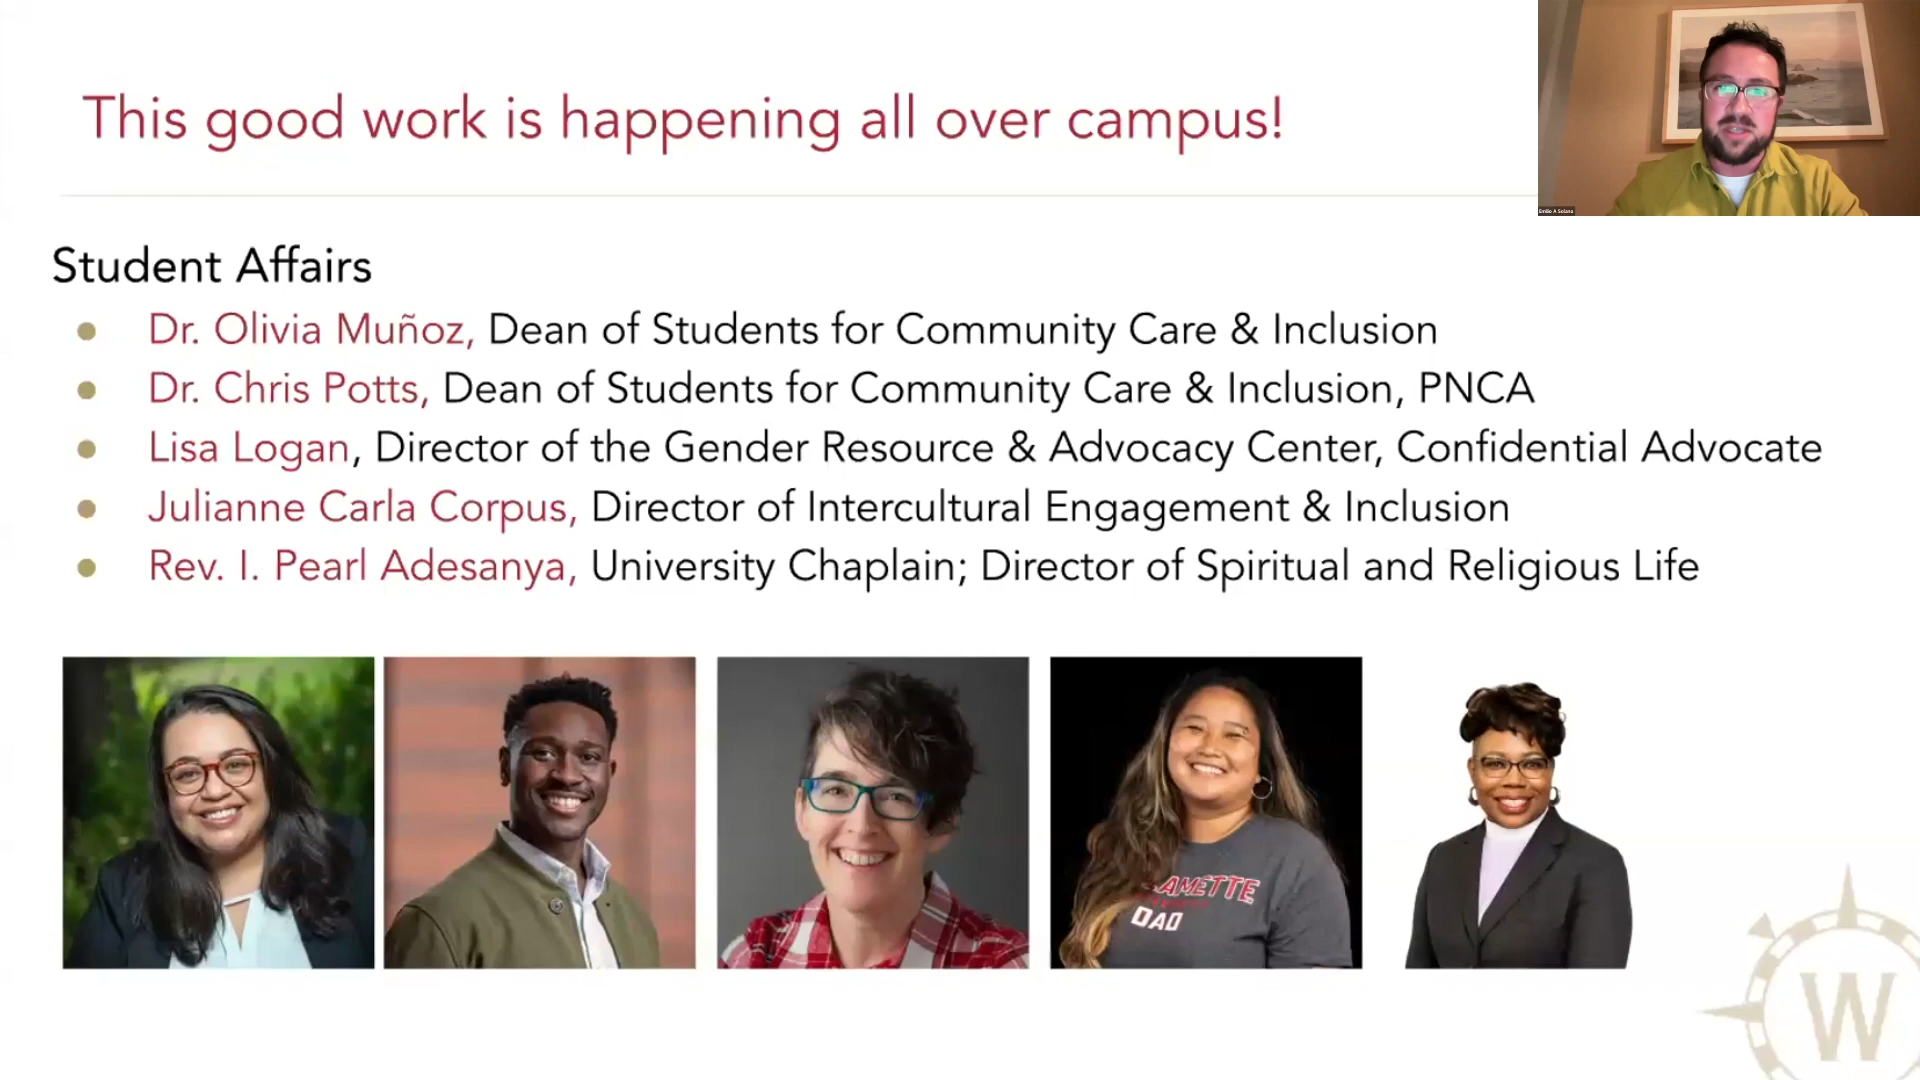 This good work is happening all over campus!
Emilio A Solano
Student Affairs
Dr. Olivia Muñoz, Dean of Students for Community Care & Inclusion
Dr. Chris Potts, Dean of Students for Community Care & Inclusion, PNCA
Lisa Logan, Director of the Gender Resource & Advocacy Center, Confidential Advocate
Julianne Carla Corpus, Director of Intercultural Engagement & Inclusion
Rev. I. Pearl Adesanya, University Chaplain; Director of Spiritual and Religious Life
AMETTE
DAD
W